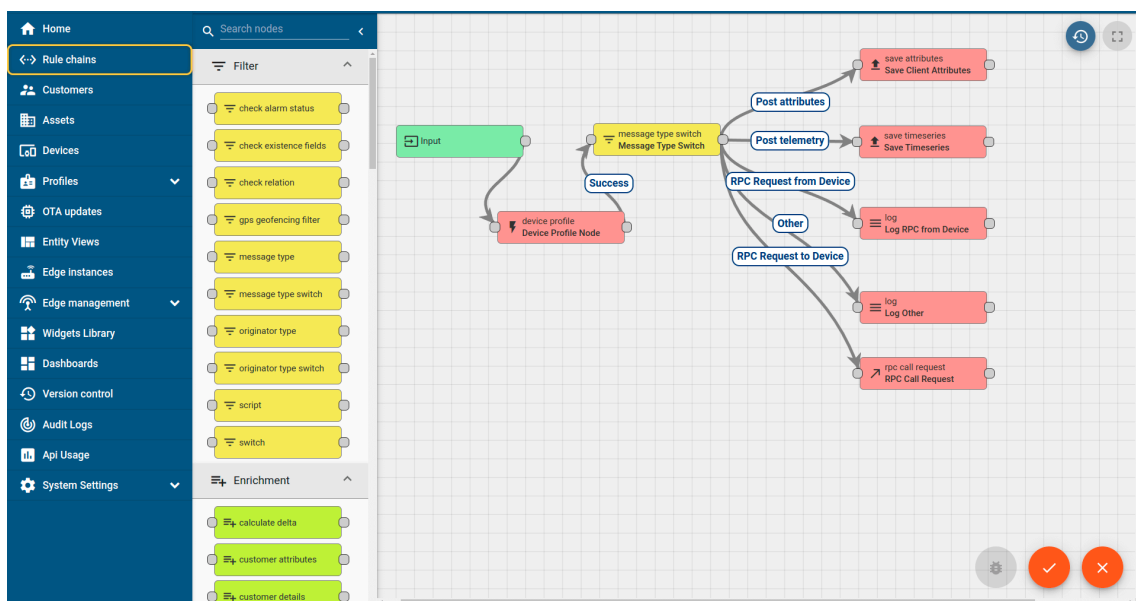 Home
Rule chains
Customers
Assets
Devices
Profiles
OTA updates
Entity Views
Edge instances
Edge management
Widgets Library
Dashboards
Version control
Audit Logs
Api Usage
System Settings
Search nodes
Filter
check alarm status
check existence fields
check relation
gps geofencing filter
message type
message type switch
originator type
originator type switch
script
switch
Enrichment
calculate delta
customer attributes
customer details
Input
device profile
Device Profile Node
Success
message type switch
Message Type Switch
Post attributes
Post telemetry
RPC Request from Device
Other
RPC Request to Device
save attributes
Save Client Attributes
save timeseries
Save Timeseries
log
Log RPC from Device
log
Log Other
rpc call request
RPC Call Request